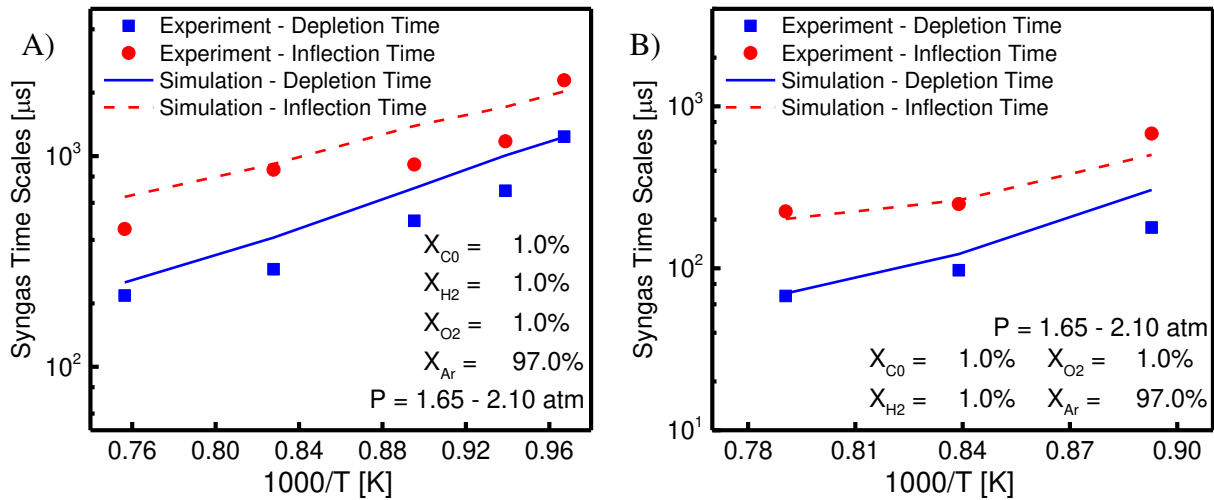 A)
Experiment - Depletion Time
Experiment - Inflection Time
Simulation - Depletion Time
Simulation - Inflection Time
Syngas Time Scales [μs]
10³
10²
X_C0 = 1.0%
X_H2 = 1.0%
X_O2 = 1.0%
X_Ar = 97.0%
P = 1.65 - 2.10 atm
0.76 0.80 0.84 0.88 0.92 0.96
1000/T [K]
B)
Experiment - Depletion Time
Experiment - Inflection Time
Simulation - Depletion Time
Simulation - Inflection Time
Syngas Time Scales [μs]
10³
10²
10¹
P = 1.65 - 2.10 atm
X_C0 = 1.0% X_O2 = 1.0%
X_H2 = 1.0% X_Ar = 97.0%
0.78 0.81 0.84 0.87 0.90
1000/T [K]